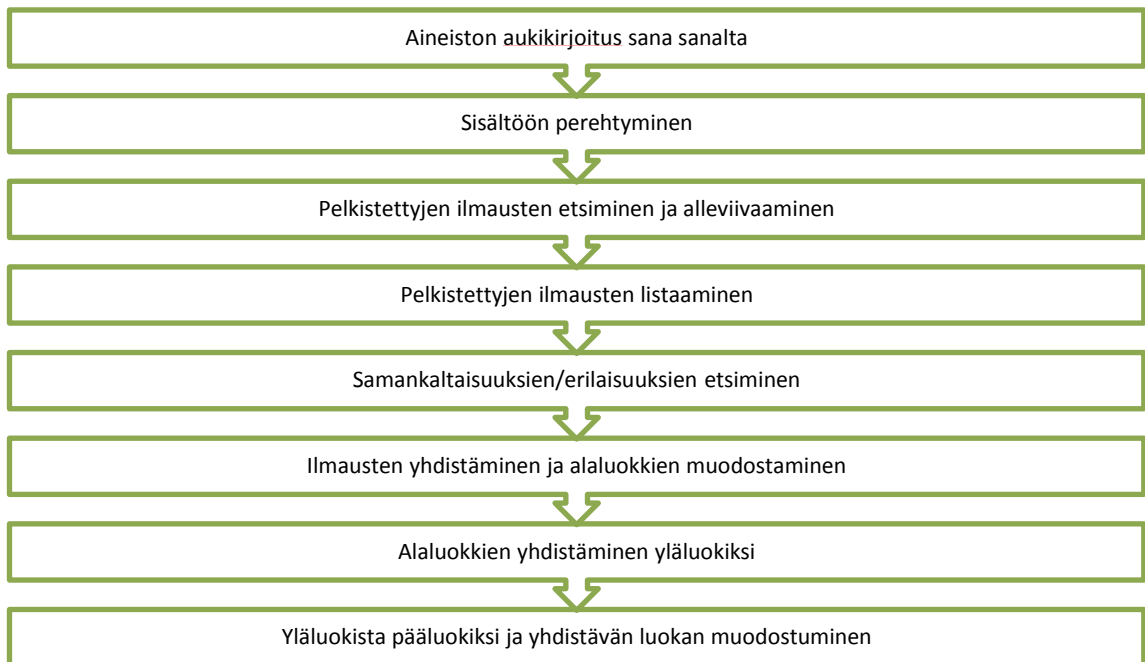 Aineiston aukikirjoitus sana sanalta
Sisältöön perehtyminen
Pelkistettyjen ilmausten etsiminen ja alleviivaaminen
Pelkistettyjen ilmausten listaaminen
Samankaltaisuuksien/erilaisuuksien etsiminen
Ilmausten yhdistäminen ja alaluokkien muodostaminen
Alaluokkien yhdistäminen yläluokiksi
Yläluokista pääluokiksi ja yhdistävän luokan muodostuminen